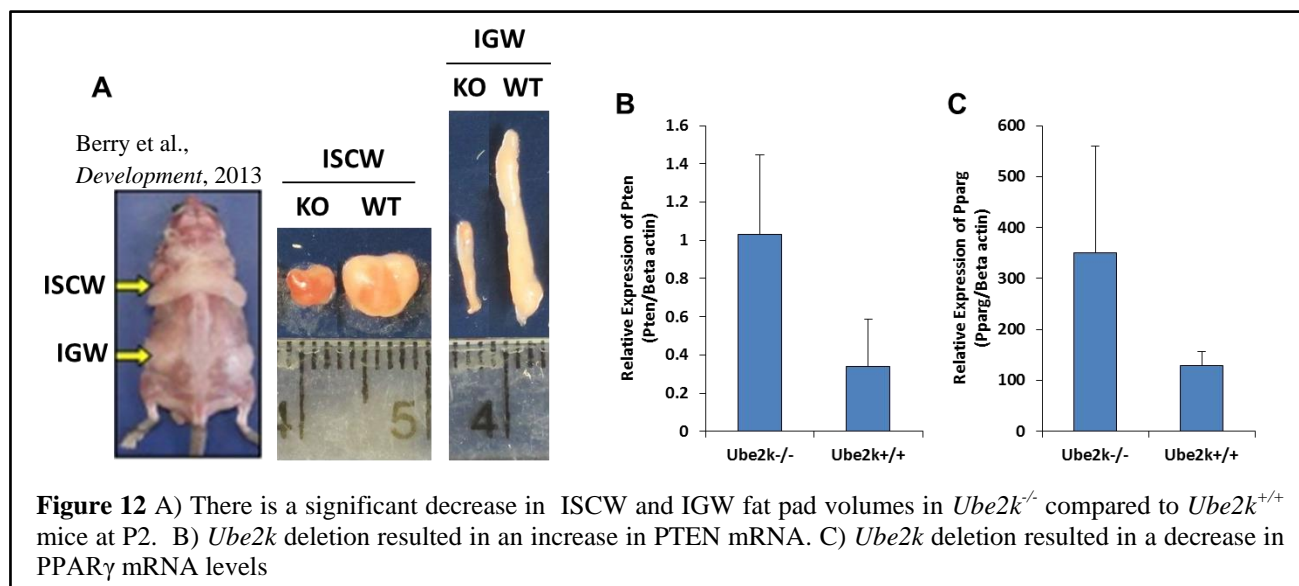 IGW
KO WT
A
Berry et al.,
Development, 2013
ISCW
KO WT
ISCW
IGW
4 5
4
B
Relative Expression of Pten
(Pten/Beta actin)
1.6
1.4
1.2
1
0.8
0.6
0.4
0.2
0
Ube2k-/- Ube2k+/+
C
Relative Expression of Pparg
(Pparg/Beta actin)
600
500
400
300
200
100
0
Ube2k-/- Ube2k+/+
Figure 12 A) There is a significant decrease in ISCW and IGW fat pad volumes in Ube2k-/- compared to Ube2k+/+
mice at P2. B) Ube2k deletion resulted in an increase in PTEN mRNA. C) Ube2k deletion resulted in a decrease in
PPARγ mRNA levels